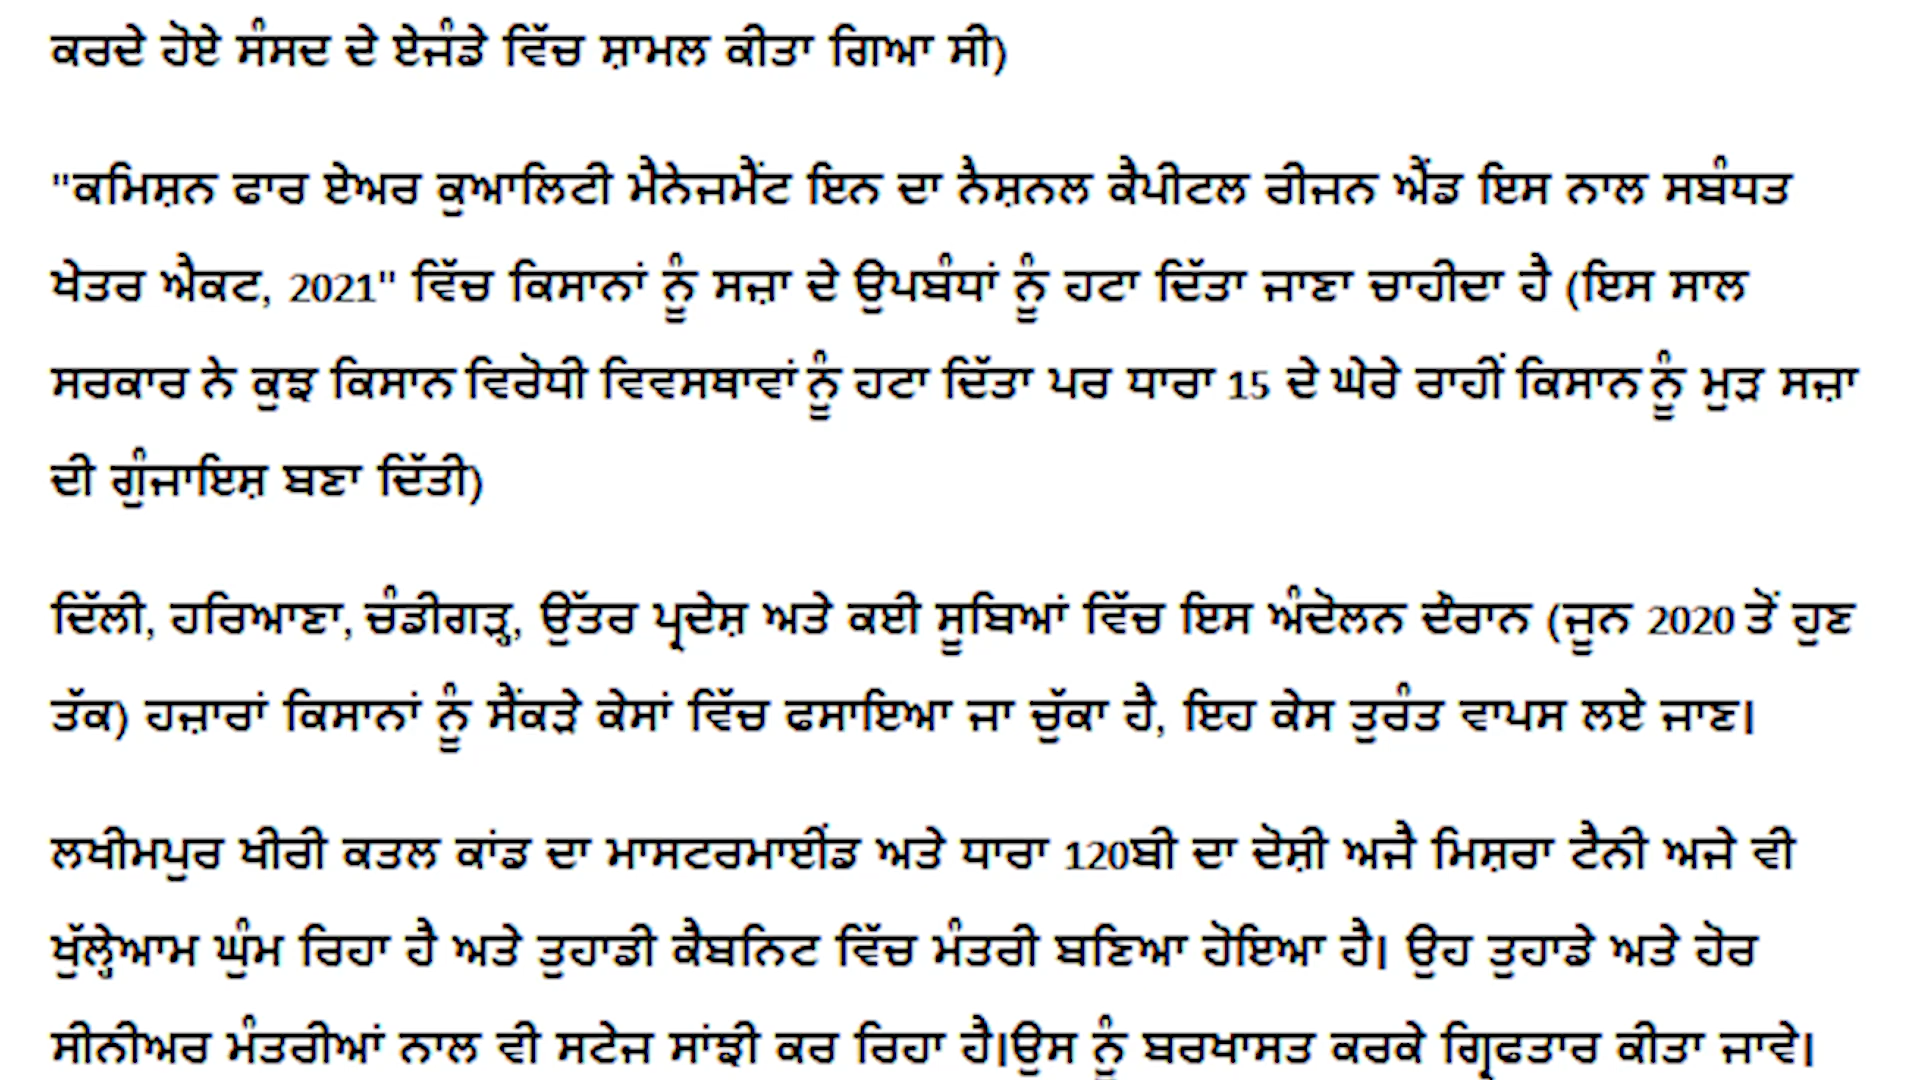 ਕਰਦੇ ਹੋਏ ਸੰਸਦ ਦੇ ਏਜੰਡੇ ਵਿੱਚ ਸ਼ਾਮਲ ਕੀਤਾ ਗਿਆ ਸੀ)
"ਕਮਿਸ਼ਨ ਫਾਰ ਏਅਰ ਕੁਆਲਿਟੀ ਮੈਨੇਜਮੈਂਟ ਇਨ ਦਾ ਨੈਸ਼ਨਲ ਕੈਪੀਟਲ ਰੀਜਨ ਐਂਡ ਇਸ ਨਾਲ ਸਬੰਧਤ
ਖੇਤਰ ਐਕਟ, 2021" ਵਿੱਚ ਕਿਸਾਨਾਂ ਨੂੰ ਸਜ਼ਾ ਦੇ ਉਪਬੰਧਾਂ ਨੂੰ ਹਟਾ ਦਿੱਤਾ ਜਾਣਾ ਚਾਹੀਦਾ ਹੈ (ਇਸ ਸਾਲ
ਸਰਕਾਰ ਨੇ ਕੁਝ ਕਿਸਾਨ ਵਿਰੋਧੀ ਵਿਵਸਥਾਵਾਂ ਨੂੰ ਹਟਾ ਦਿੱਤਾ ਪਰ ਧਾਰਾ 15 ਦੇ ਘੇਰੇ ਰਾਹੀਂ ਕਿਸਾਨ ਨੂੰ ਮੁੜ ਸਜ਼ਾ
ਦੀ ਗੁੰਜਾਇਸ਼ ਬਣਾ ਦਿੱਤੀ)
ਦਿੱਲੀ, ਹਰਿਆਣਾ, ਚੰਡੀਗੜ੍ਹ, ਉੱਤਰ ਪ੍ਰਦੇਸ਼ ਅਤੇ ਕਈ ਸੂਬਿਆਂ ਵਿੱਚ ਇਸ ਅੰਦੋਲਨ ਦੌਰਾਨ (ਜੂਨ 2020 ਤੋਂ ਹੁਣ
ਤੱਕ) ਹਜ਼ਾਰਾਂ ਕਿਸਾਨਾਂ ਨੂੰ ਸੈਂਕੜੇ ਕੇਸਾਂ ਵਿੱਚ ਫਸਾਇਆ ਜਾ ਚੁੱਕਾ ਹੈ, ਇਹ ਕੇਸ ਤੁਰੰਤ ਵਾਪਸ ਲਏ ਜਾਣ।
ਲਖੀਮਪੁਰ ਖੀਰੀ ਕਤਲ ਕਾਂਡ ਦਾ ਮਾਸਟਰਮਾਈਂਡ ਅਤੇ ਧਾਰਾ 120ਬੀ ਦਾ ਦੋਸ਼ੀ ਅਜੈ ਮਿਸ਼ਰਾ ਟੈਨੀ ਅਜੇ ਵੀ
ਖੁੱਲ੍ਹੇਆਮ ਘੁੰਮ ਰਿਹਾ ਹੈ ਅਤੇ ਤੁਹਾਡੀ ਕੈਬਨਿਟ ਵਿੱਚ ਮੰਤਰੀ ਬਣਿਆ ਹੋਇਆ ਹੈ। ਉਹ ਤੁਹਾਡੇ ਅਤੇ ਹੋਰ
ਸੀਨੀਅਰ ਮੰਤਰੀਆਂ ਨਾਲ ਵੀ ਸਟੇਜ ਸਾਂਝੀ ਕਰ ਰਿਹਾ ਹੈ।ਉਸ ਨੂੰ ਬਰਖਾਸਤ ਕਰਕੇ ਗ੍ਰਿਫਤਾਰ ਕੀਤਾ ਜਾਵੇ।